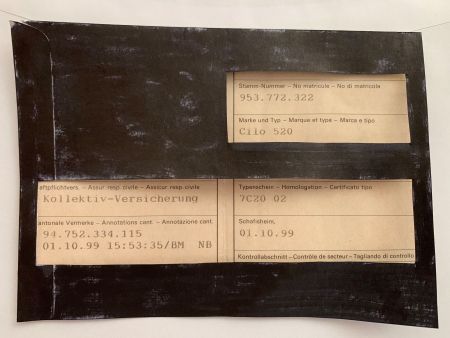 Stamm-Nummer – No matricule – No di matricola
953.772.322
Marke und Typ – Marque et type – Marca e tipo
Cilo 520
aftpflichtvers. – Assur. resp. civile – Assicur. resp. civile
Kollektiv-Versicherung
antonale Vermerke – Annotations cant. – Annotazione cant.
94.752.334.115
01.10.99 15:53:35/BM NB
Typenschein – Homologation – Certificato tipo
7C20 02
Schafisheim,
01.10.99
Kontrollabschnitt – Contrôle de secteur – Tagliando di controllo